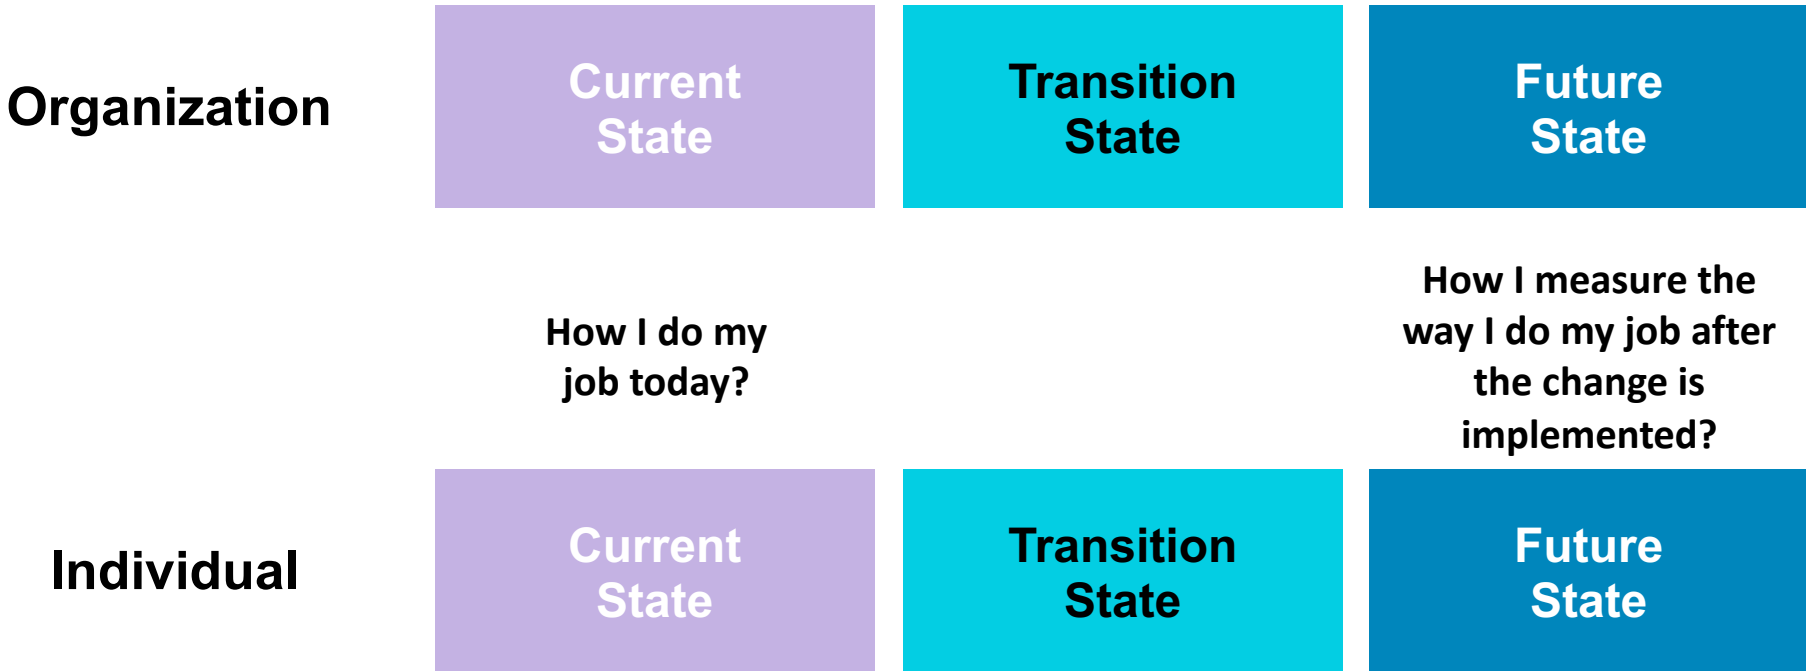 Organization
Current
State
Transition
State
Future
State
How I do my
job today?
How I measure the
way I do my job after
the change is
implemented?
Individual
Current
State
Transition
State
Future
State